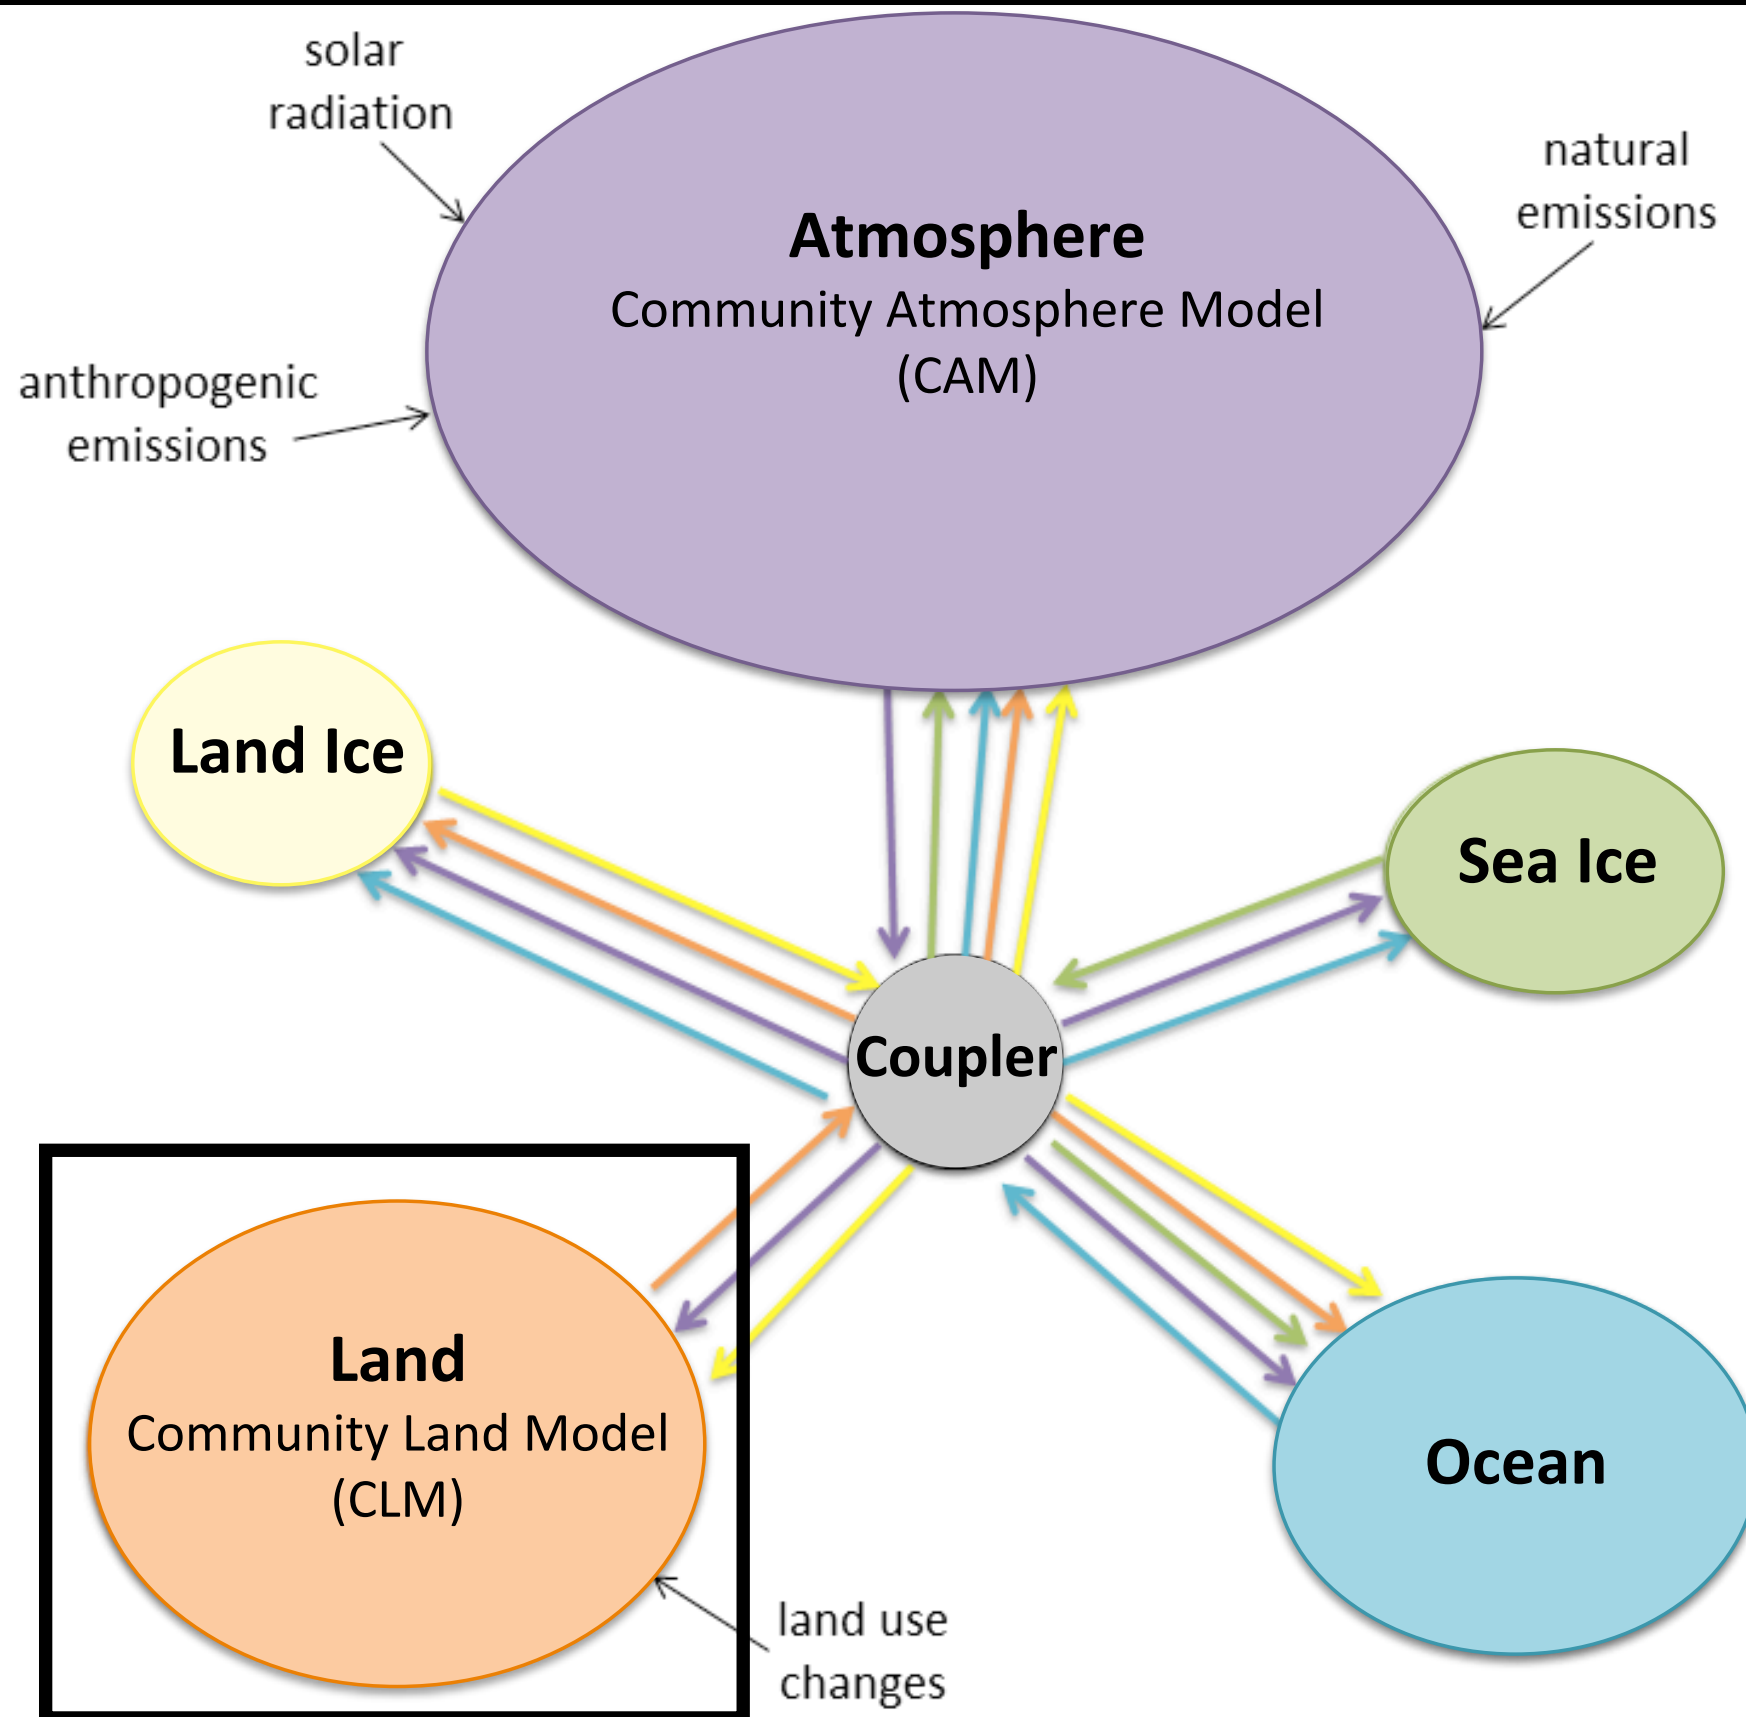 solar
radiation
natural
emissions
Atmosphere
Community Atmosphere Model
(CAM)
anthropogenic
emissions
Land Ice
Sea Ice
Coupler
Land
Community Land Model
(CLM)
Ocean
land use
changes